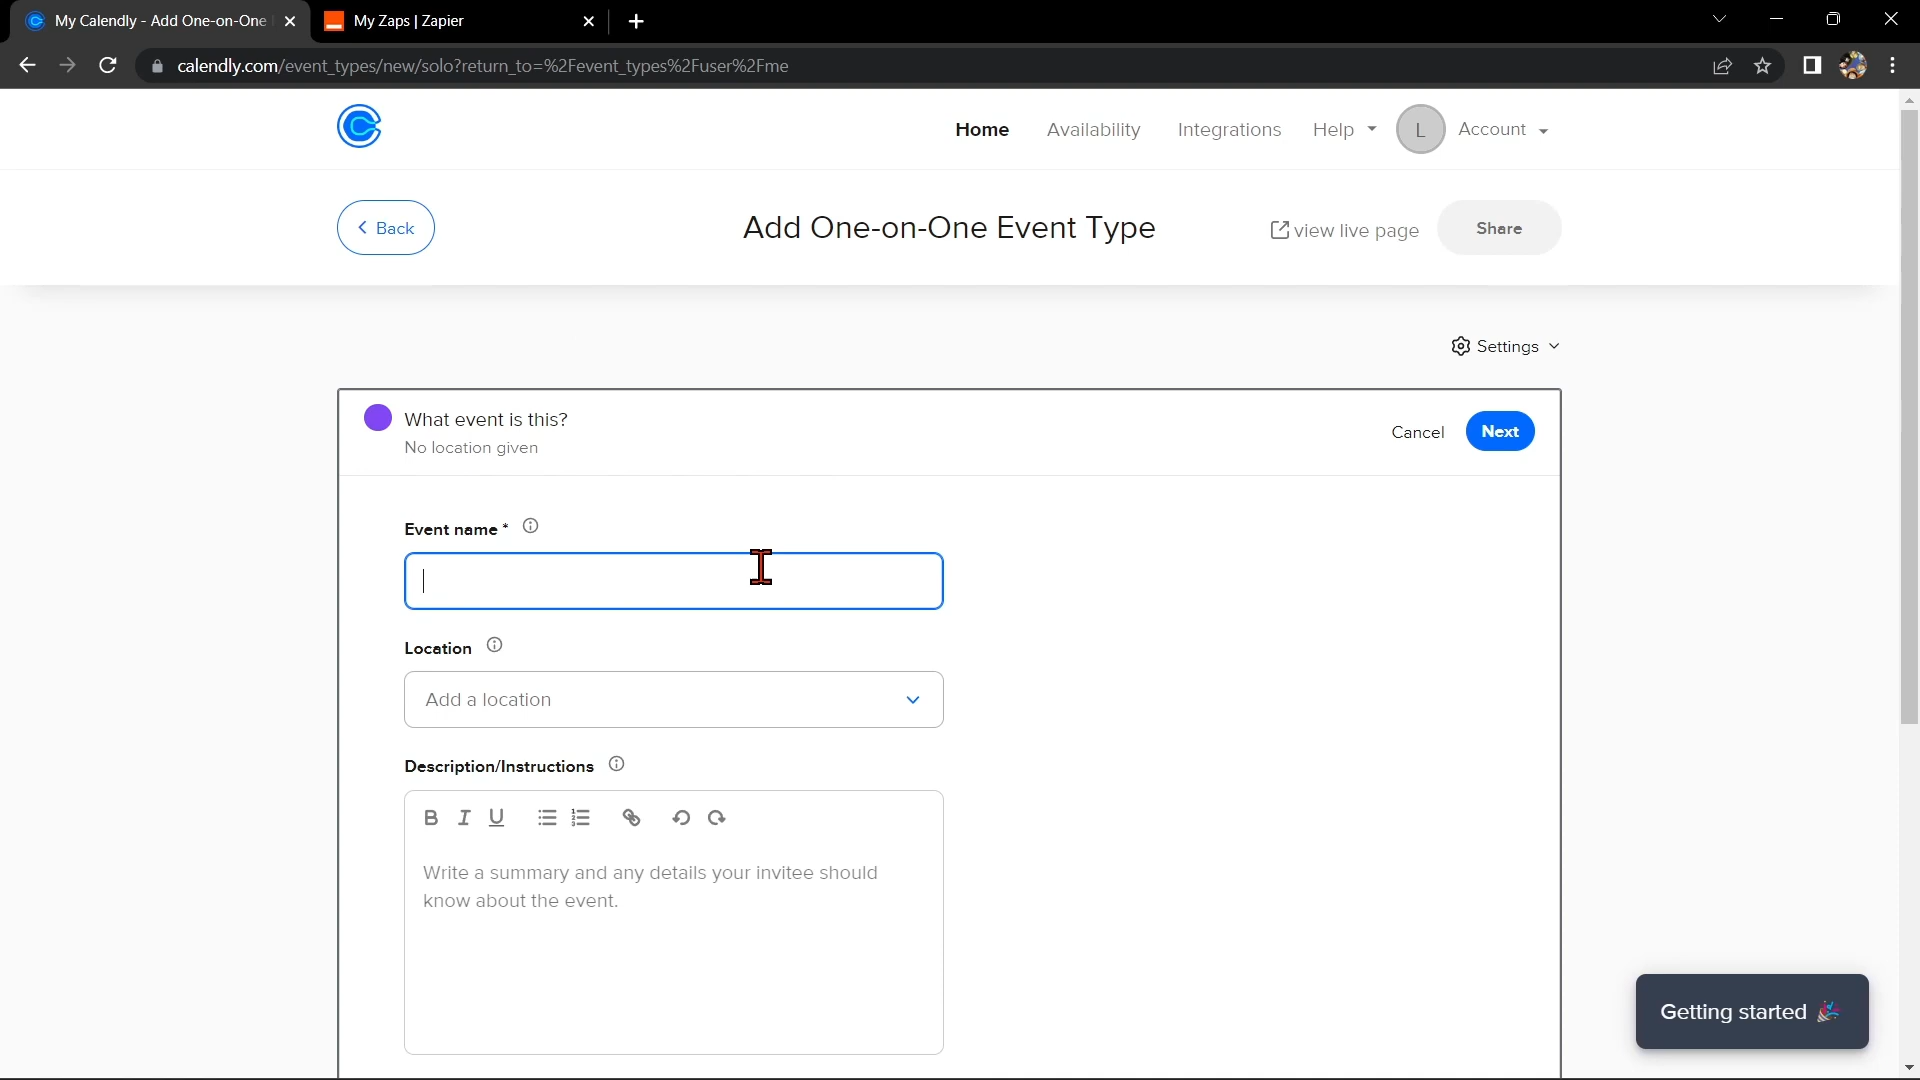 My Calendly - Add One-on-One
My Zaps | Zapier
calendly.com/event_types/new/solo?return_to=%2Fevent_types%2Fuser%2Fme
Home
Availability
Integrations
Help
L
Account
Back
Add One-on-One Event Type
view live page
Share
Settings
What event is this?
No location given
Cancel
Next
Event name *
Location
Add a location
Description/Instructions
B I U
Write a summary and any details your invitee should
know about the event.
Getting started 🎉